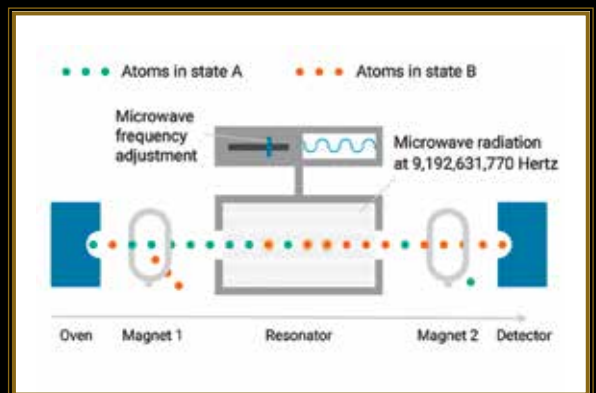 Atoms in state A
Atoms in state B
Microwave
frequency
adjustment
Microwave radiation
at 9,192,631,770 Hertz
Oven
Magnet 1
Resonator
Magnet 2
Detector